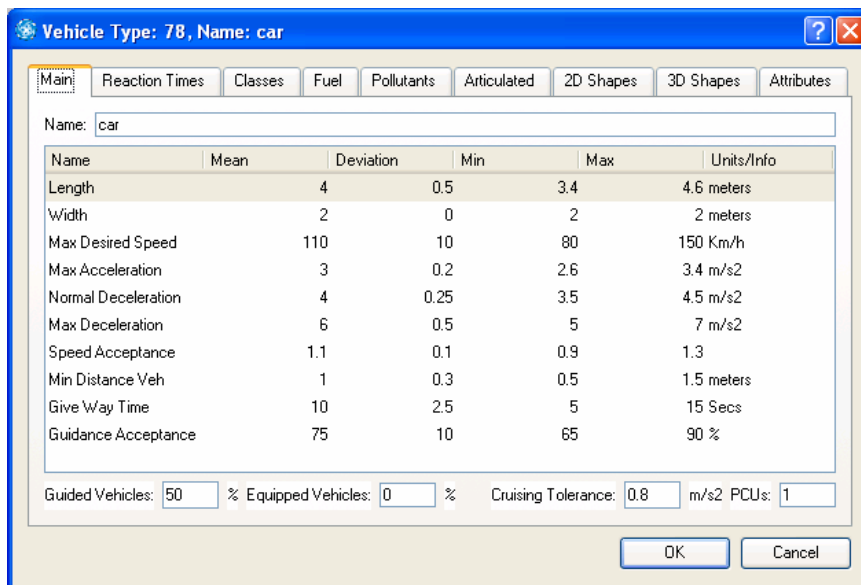 Vehicle Type: 78, Name: car
Main Reaction Times Classes Fuel Pollutants Articulated 2D Shapes 3D Shapes Attributes
Name: car
Name Mean Deviation Min Max Units/Info
Length 4 0.5 3.4 4.6 meters
Width 2 0 2 2 meters
Max Desired Speed 110 10 80 150 Km/h
Max Acceleration 3 0.2 2.6 3.4 m/s2
Normal Deceleration 4 0.25 3.5 4.5 m/s2
Max Deceleration 6 0.5 5 7 m/s2
Speed Acceptance 1.1 0.1 0.9 1.3
Min Distance Veh 1 0.3 0.5 1.5 meters
Give Way Time 10 2.5 5 15 Secs
Guidance Acceptance 75 10 65 90 %
Guided Vehicles: 50 % Equipped Vehicles: 0 % Cruising Tolerance: 0.8 m/s2 PCUs: 1
OK Cancel